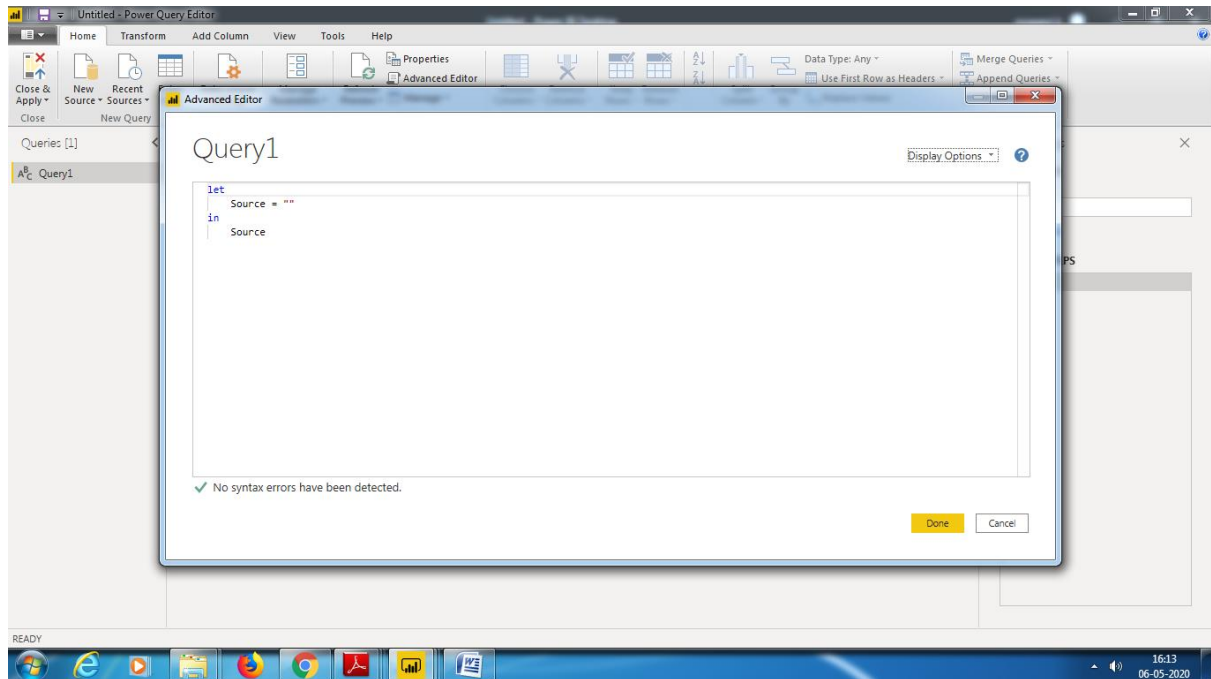 Untitled - Power Query Editor
Home Transform Add Column View Tools Help
Properties
Advanced Editor
Data Type: Any
Use First Row as Headers
Merge Queries
Append Queries
Close & Apply
New Source
Recent Sources
Close
New Query
Advanced Editor
Queries [1]
Query1
Query1
Display Options
let
Source = ""
in
Source
No syntax errors have been detected.
Done Cancel
PS
READY
16:13
06-05-2020